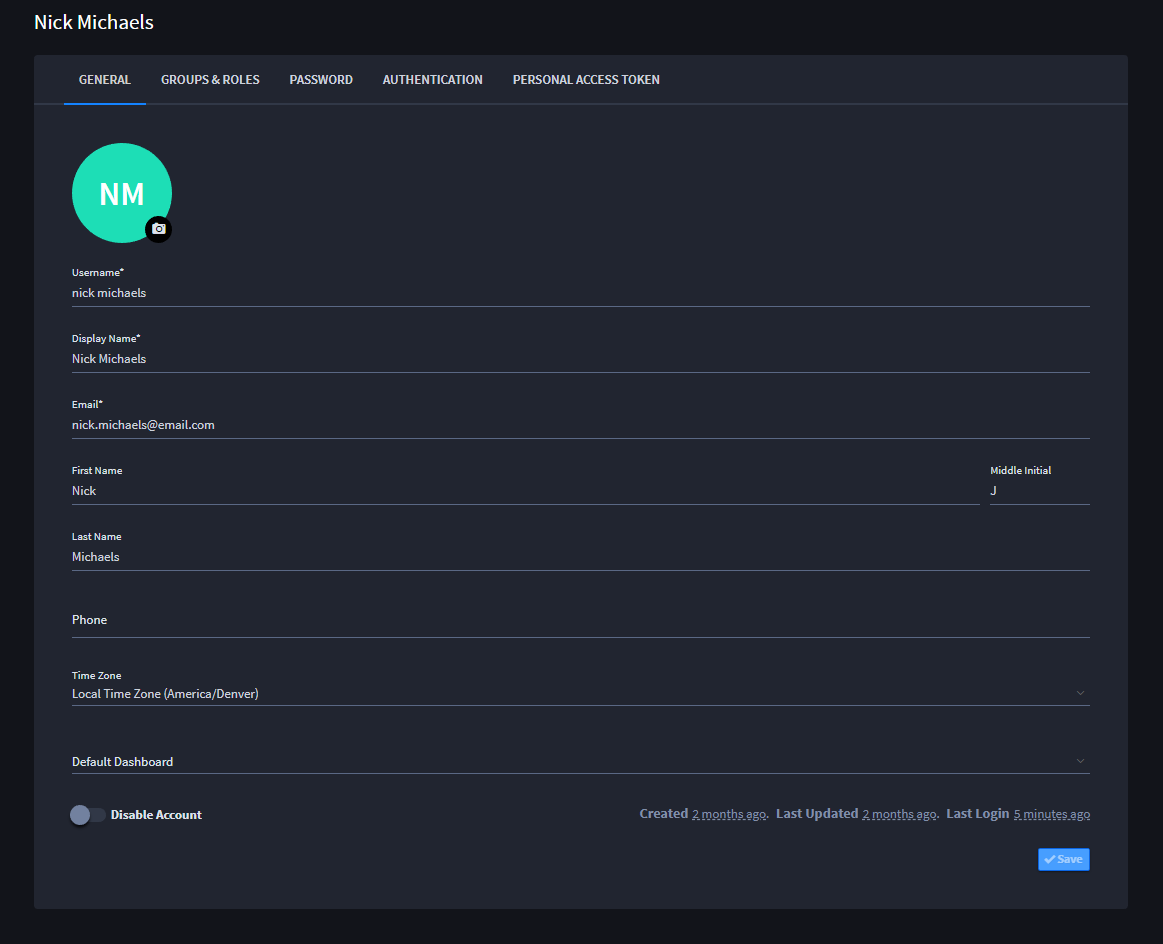 Nick Michaels
GENERAL GROUPS & ROLES PASSWORD AUTHENTICATION PERSONAL ACCESS TOKEN
NM
Username*
nick michaels
Display Name*
Nick Michaels
Email*
nick.michaels@email.com
First Name Middle Initial
Nick J
Last Name
Michaels
Phone
Time Zone
Local Time Zone (America/Denver)
Default Dashboard
Disable Account Created 2 months ago. Last Updated 2 months ago. Last Login 5 minutes ago
Save